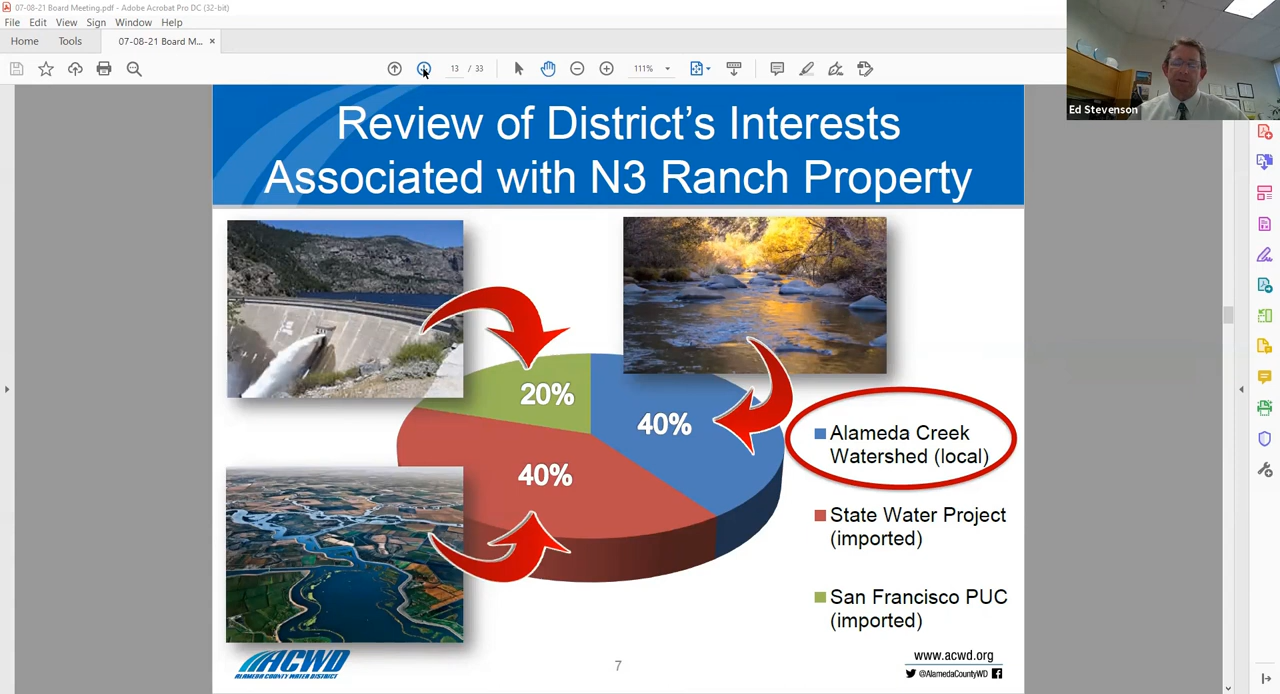 07-08-21 Board Meeting.pdf - Adobe Acrobat Pro DC (32-bit)
File Edit View Sign Window Help
Home Tools 07-08-21 Board M... ×
13 / 33 111%
Ed Stevenson
Review of District's Interests
Associated with N3 Ranch Property
20%
40%
40%
Alameda Creek
Watershed (local)
State Water Project
(imported)
San Francisco PUC
(imported)
ACWD
ALAMEDA COUNTY WATER DISTRICT
7
www.acwd.org
@AlamedaCountyWD